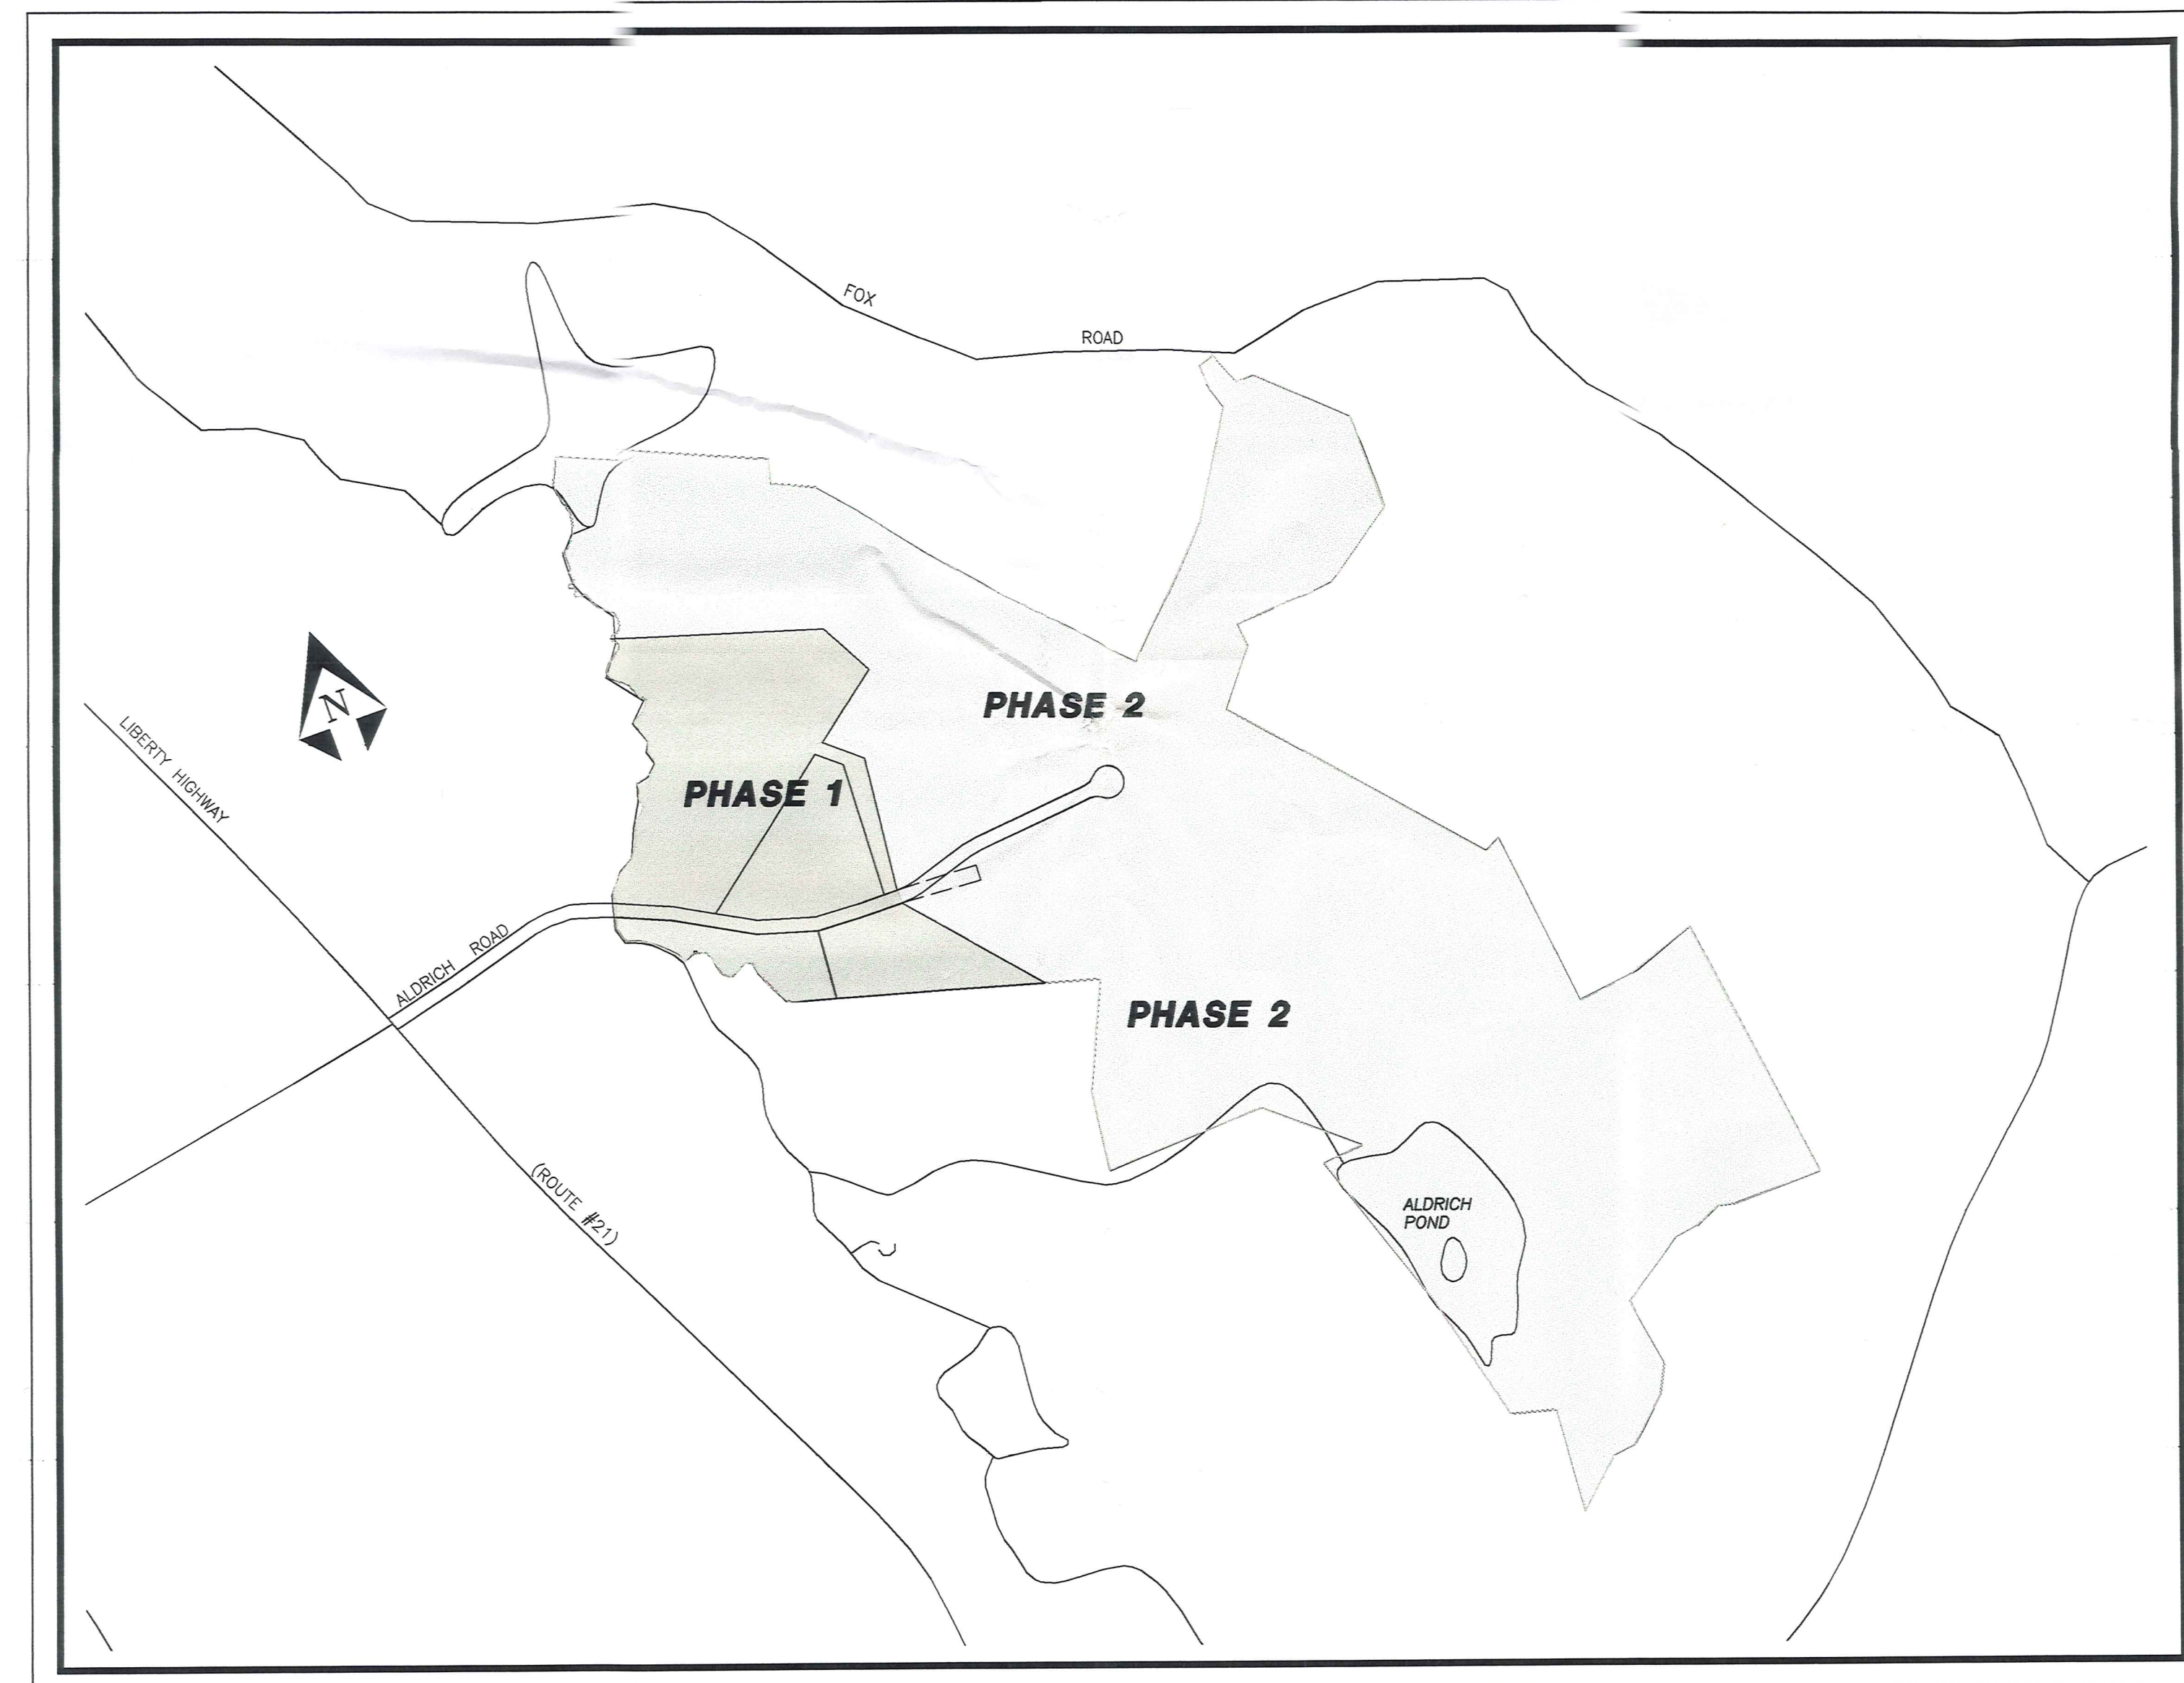 FOX
ROAD
N
PHASE 2
LIBERTY HIGHWAY
PHASE 1
ALDRICH ROAD
PHASE 2
(ROUTE #21)
ALDRICH
POND